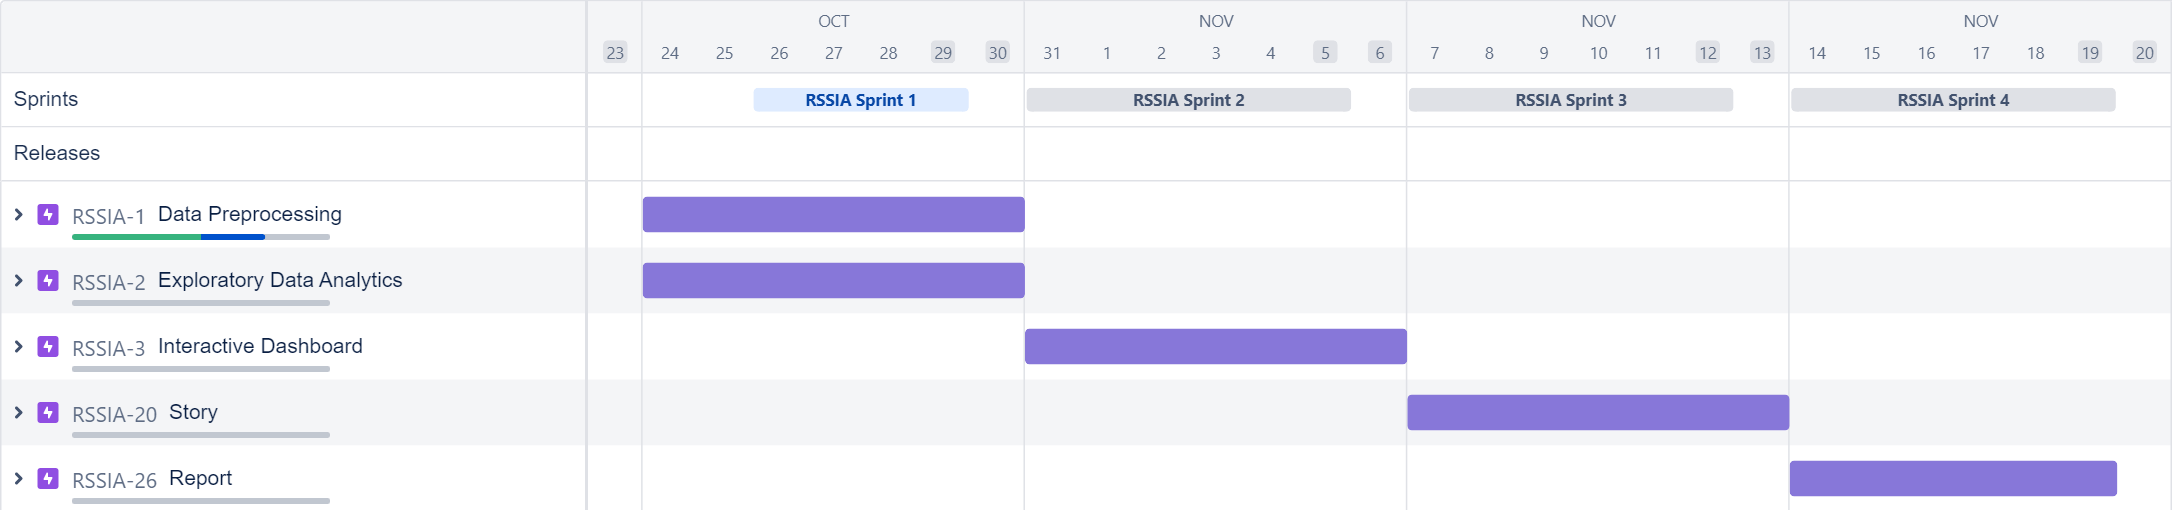 OCT NOV NOV NOV
23 24 25 26 27 28 29 30 31 1 2 3 4 5 6 7 8 9 10 11 12 13 14 15 16 17 18 19 20
Sprints RSSIA Sprint 1 RSSIA Sprint 2 RSSIA Sprint 3 RSSIA Sprint 4
Releases
RSSIA-1 Data Preprocessing
RSSIA-2 Exploratory Data Analytics
RSSIA-3 Interactive Dashboard
RSSIA-20 Story
RSSIA-26 Report